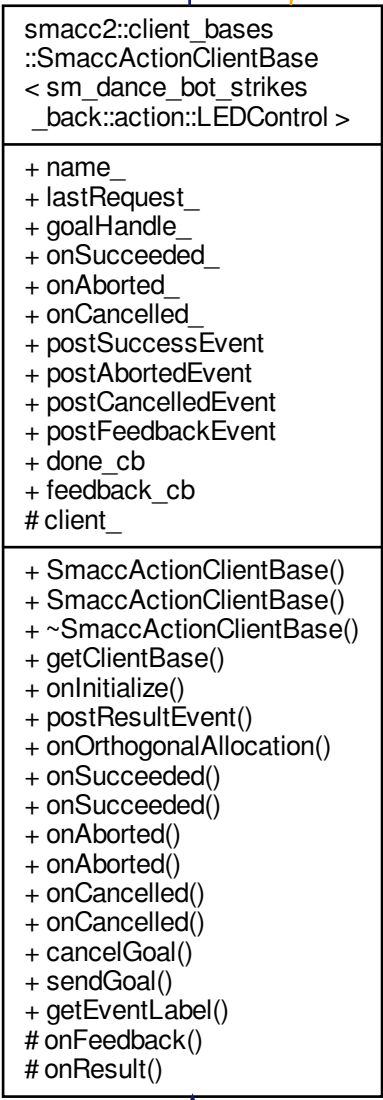 smacc2::client_bases
::SmaccActionClientBase
< sm_dance_bot_strikes
_back::action::LEDControl >
+ name_
+ lastRequest_
+ goalHandle_
+ onSucceeded_
+ onAborted_
+ onCancelled_
+ postSuccessEvent
+ postAbortedEvent
+ postCancelledEvent
+ postFeedbackEvent
+ done_cb
+ feedback_cb
# client_
+ SmaccActionClientBase()
+ SmaccActionClientBase()
+ ~SmaccActionClientBase()
+ getClientBase()
+ onInitialize()
+ postResultEvent()
+ onOrthogonalAllocation()
+ onSucceeded()
+ onSucceeded()
+ onAborted()
+ onAborted()
+ onCancelled()
+ onCancelled()
+ cancelGoal()
+ sendGoal()
+ getEventLabel()
# onFeedback()
# onResult()